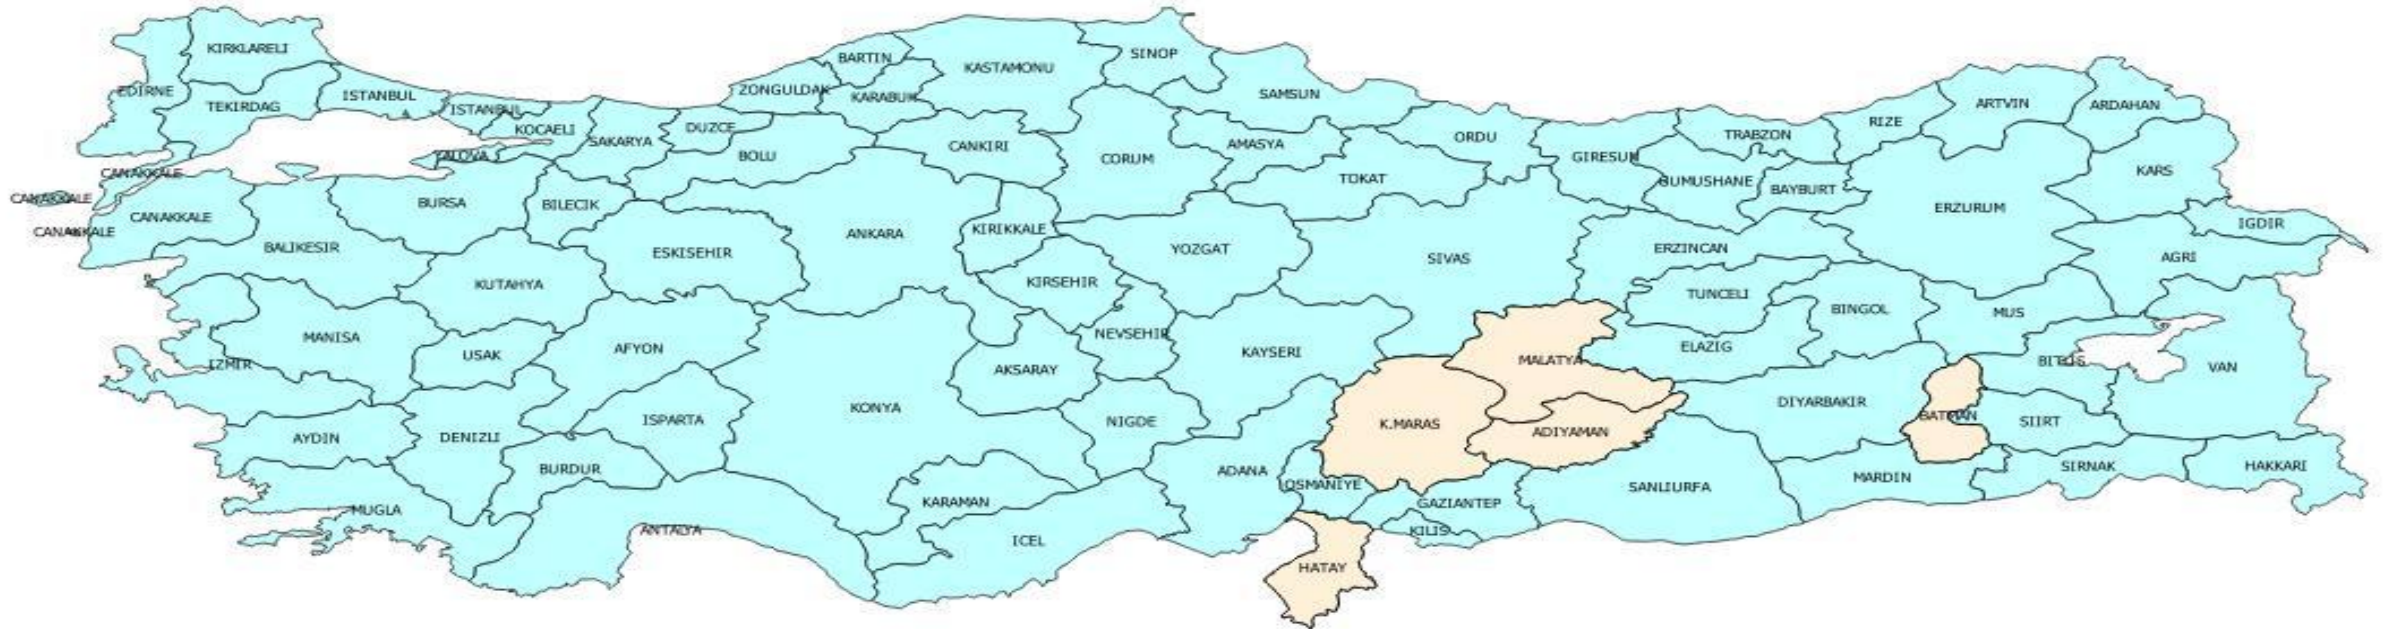 KIRKLARELI
EDIRNE
TEKIRDAG
ISTANBUL
ISTANBUL
KOCAELI
YALOVA
SAKARYA
DUZCE
ZONGULDAK
BARTIN
KARABUK
KASTAMONU
SINOP
SAMSUN
BOLU
CANKIRI
CORUM
AMASYA
TOKAT
ORDU
GIRESUN
TRABZON
RIZE
ARTVIN
ARDAHAN
GUMUSHANE
BAYBURT
ERZURUM
KARS
IGDIR
AGRI
CANAKKALE
CANAKKALE
CANAKKALE
CANAKKALE
BALIKESIR
BURSA
BILECIK
ESKISEHIR
ANKARA
KIRIKKALE
YOZGAT
SIVAS
ERZINCAN
KUTAHYA
KIRSEHIR
TUNCELI
BINGOL
MUS
MANISA
USAK
AFYON
NEVSEHIR
KAYSERI
MALATYA
ELAZIG
BITLIS
VAN
IZMIR
AKSARAY
KONYA
ISPARTA
NIGDE
K.MARAS
ADIYAMAN
DIYARBAKIR
BATMAN
SIIRT
AYDIN
DENIZLI
BURDUR
ADANA
OSMANIYE
GAZIANTEP
SANLIURFA
MARDIN
SIRNAK
HAKKARI
MUGLA
ANTALYA
KARAMAN
ICEL
KILIS
HATAY